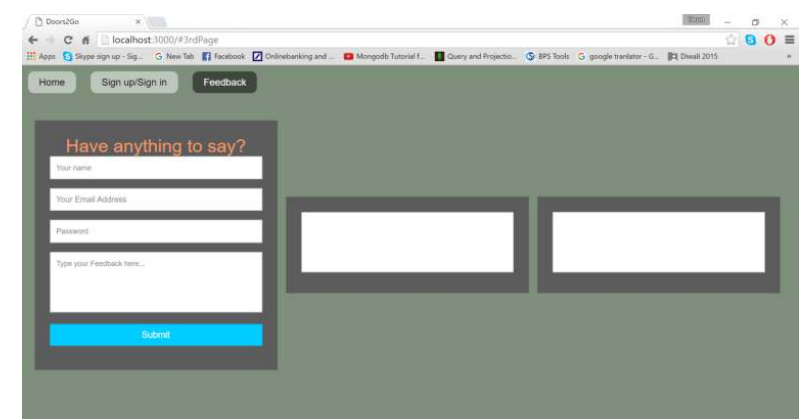 Doors2Go
localhost:3000/#3rdPage
Apps Skype sign up - Sig... New Tab Facebook Onlinebanking and ... Mongodb Tutorial f... Query and Projectio... BPS Tools google tranlator - G... Diwali 2015
Home Sign up/Sign in Feedback
Have anything to say?
Your name
Your Email Address
Password
Type your Feedback here...
Submit